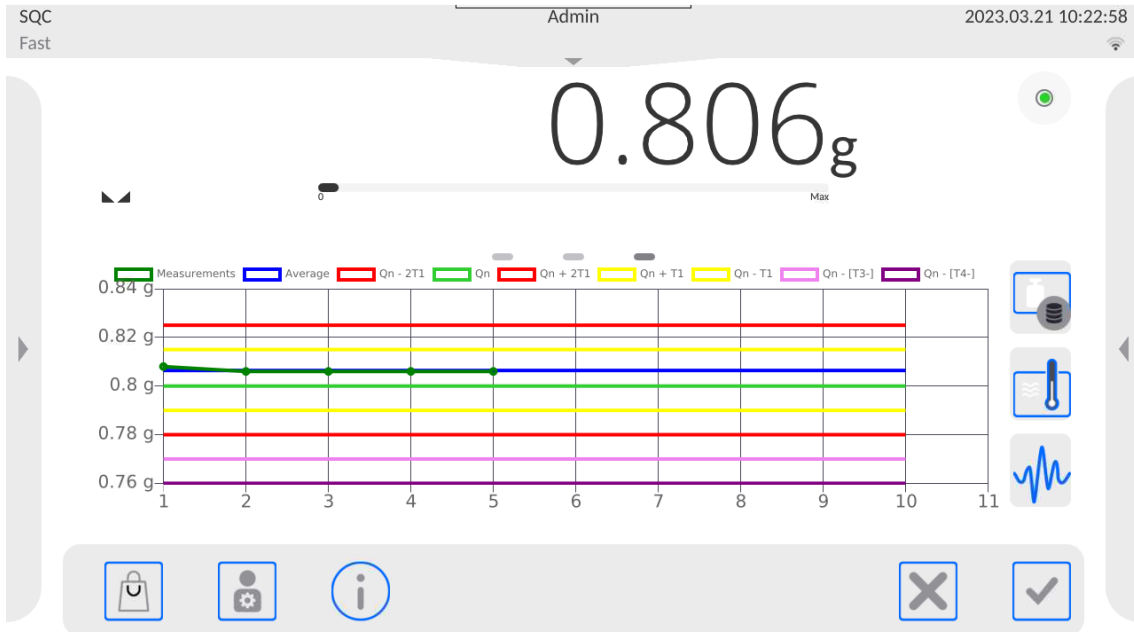 SQC Admin 2023.03.21 10:22:58
Fast
0.806g
0 Max
Measurements Average Qn - 2T1 Qn Qn + 2T1 Qn + T1 Qn - T1 Qn - [T3-] Qn - [T4-]
0.84 g
0.82 g
0.8 g
0.78 g
0.76 g
1 2 3 4 5 6 7 8 9 10 11